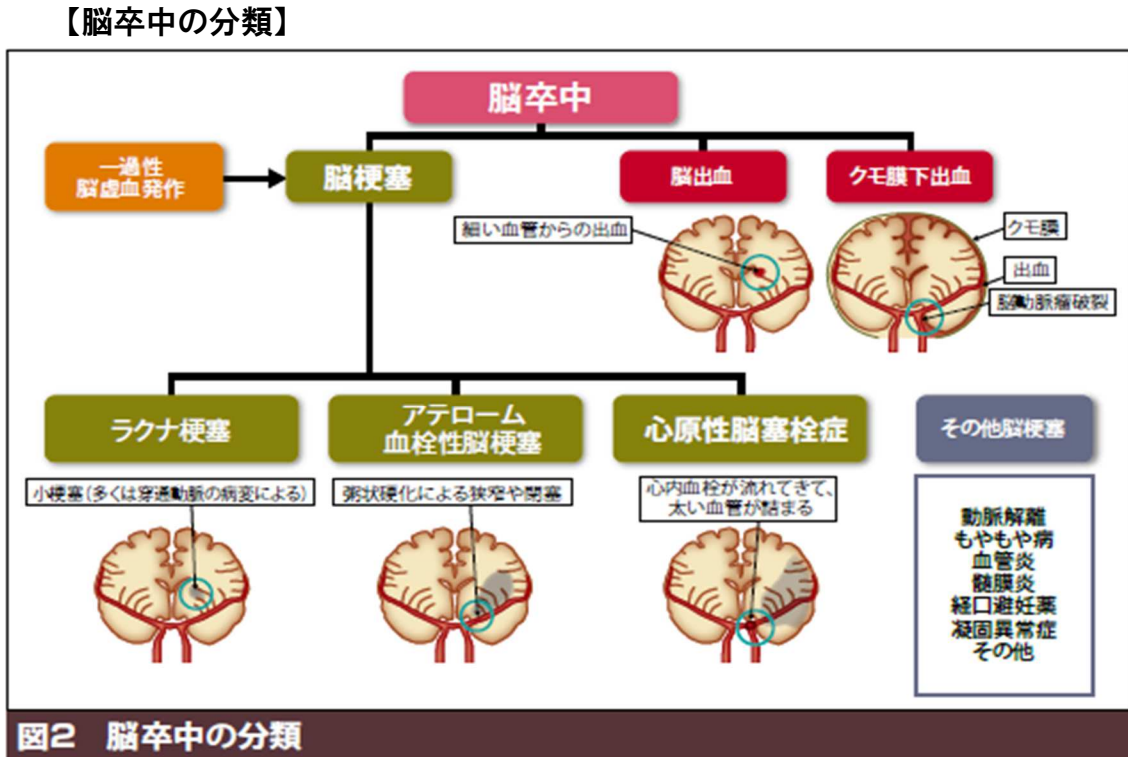 【脳卒中の分類】
脳卒中
一過性
脳虚血発作
脳梗塞
脳出血
クモ膜下出血
細い血管からの出血
クモ膜
出血
脳動脈瘤破裂
ラクナ梗塞
アテローム
血栓性脳梗塞
心原性脳塞栓症
その他脳梗塞
小梗塞(多くは穿通動脈の病変による)
粥状硬化による狭窄や閉塞
心内血栓が流れてきて、
太い血管が詰まる
動脈解離
もやもや病
血管炎
髄膜炎
経口避妊薬
凝固異常症
その他
図2 脳卒中の分類